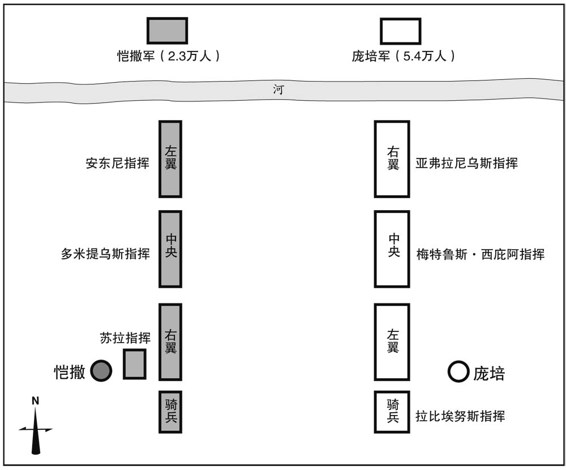 恺撒军（2.3万人） 庞培军（5.4万人）
河
安东尼指挥 左翼 右翼 亚弗拉尼乌斯指挥
多米提乌斯指挥 中央 中央 梅特鲁斯·西庇阿指挥
苏拉指挥 右翼 左翼
恺撒 庞培
骑兵 骑兵 拉比埃努斯指挥
N